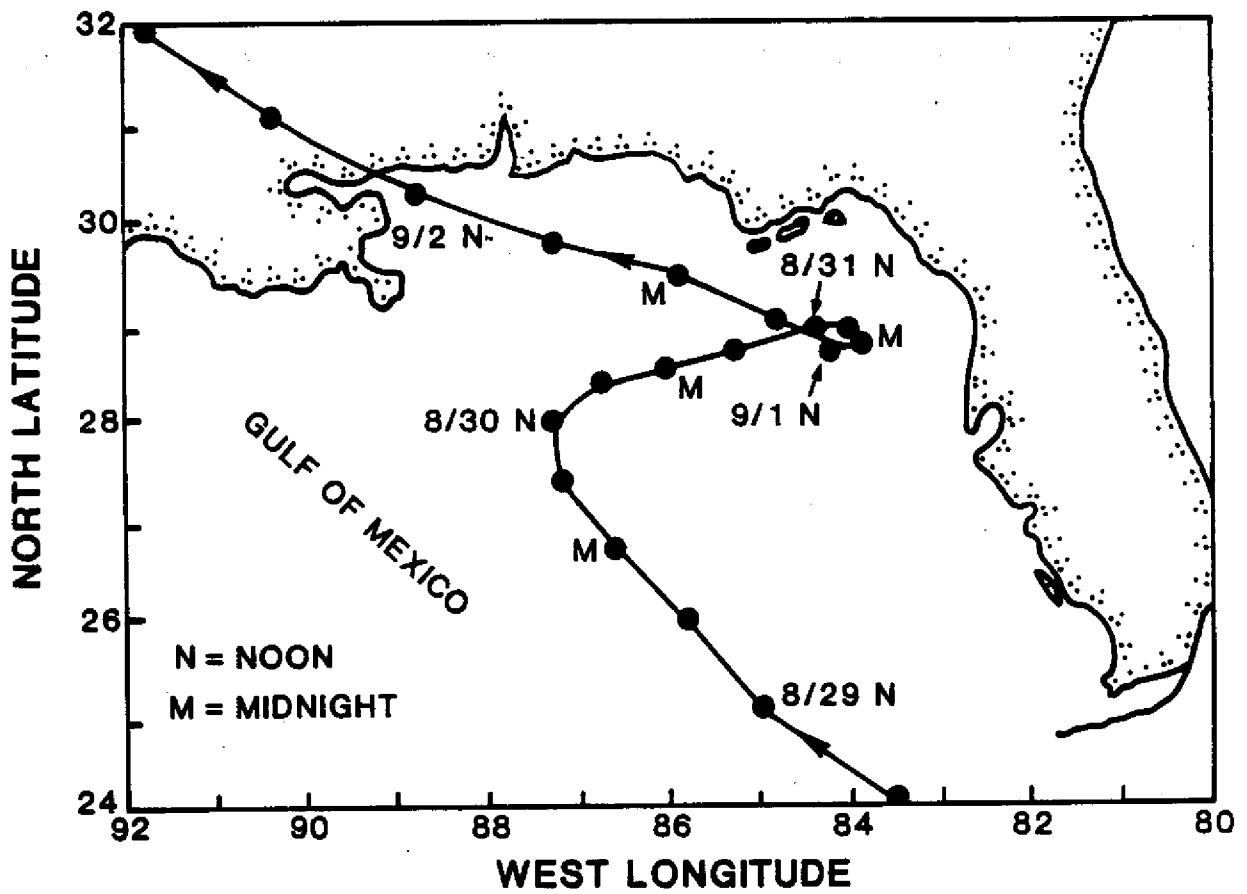 32
30
28
26
24
NORTH LATITUDE
9/2 N
8/31 N
M
M
M
9/1 N
8/30 N
GULF OF MEXICO
M
N = NOON
M = MIDNIGHT
8/29 N
92
90
88
86
84
82
80
WEST LONGITUDE